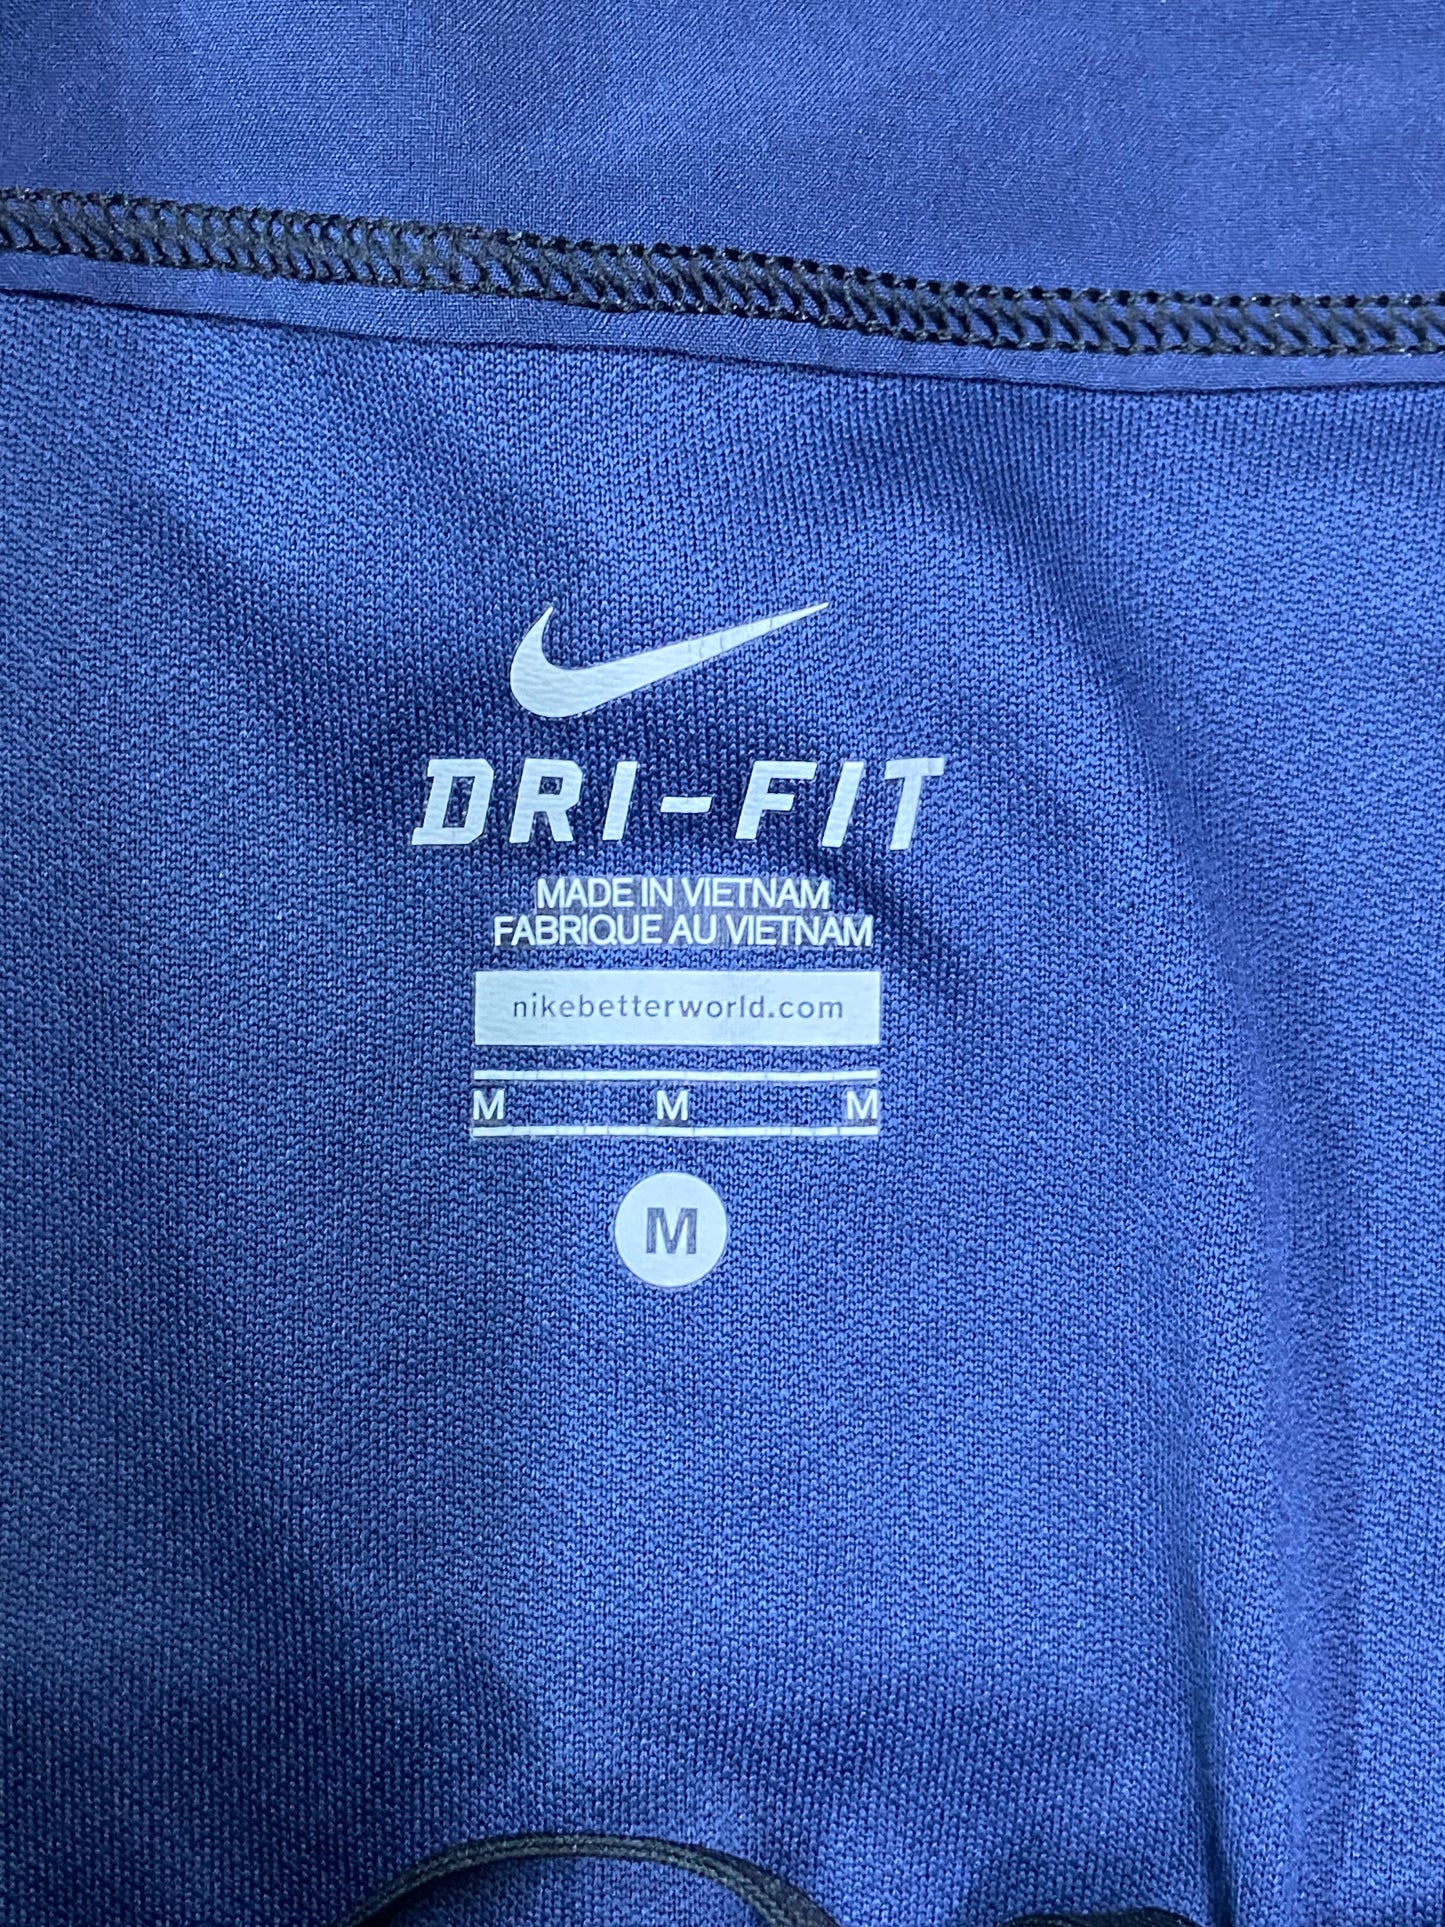 DRI-FIT
MADE IN VIETNAM
FABRIQUE AU VIETNAM
nikebetterworld.com
M M M
M